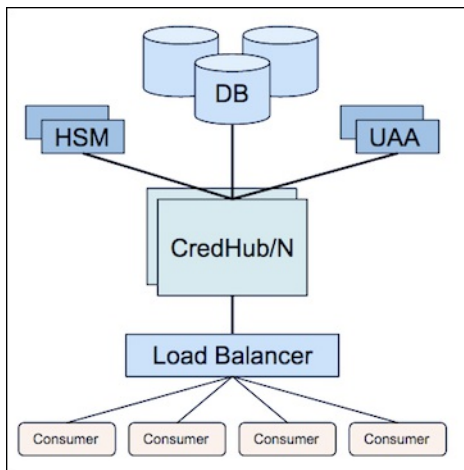 DB
HSM
UAA
CredHub/N
Load Balancer
Consumer
Consumer
Consumer
Consumer